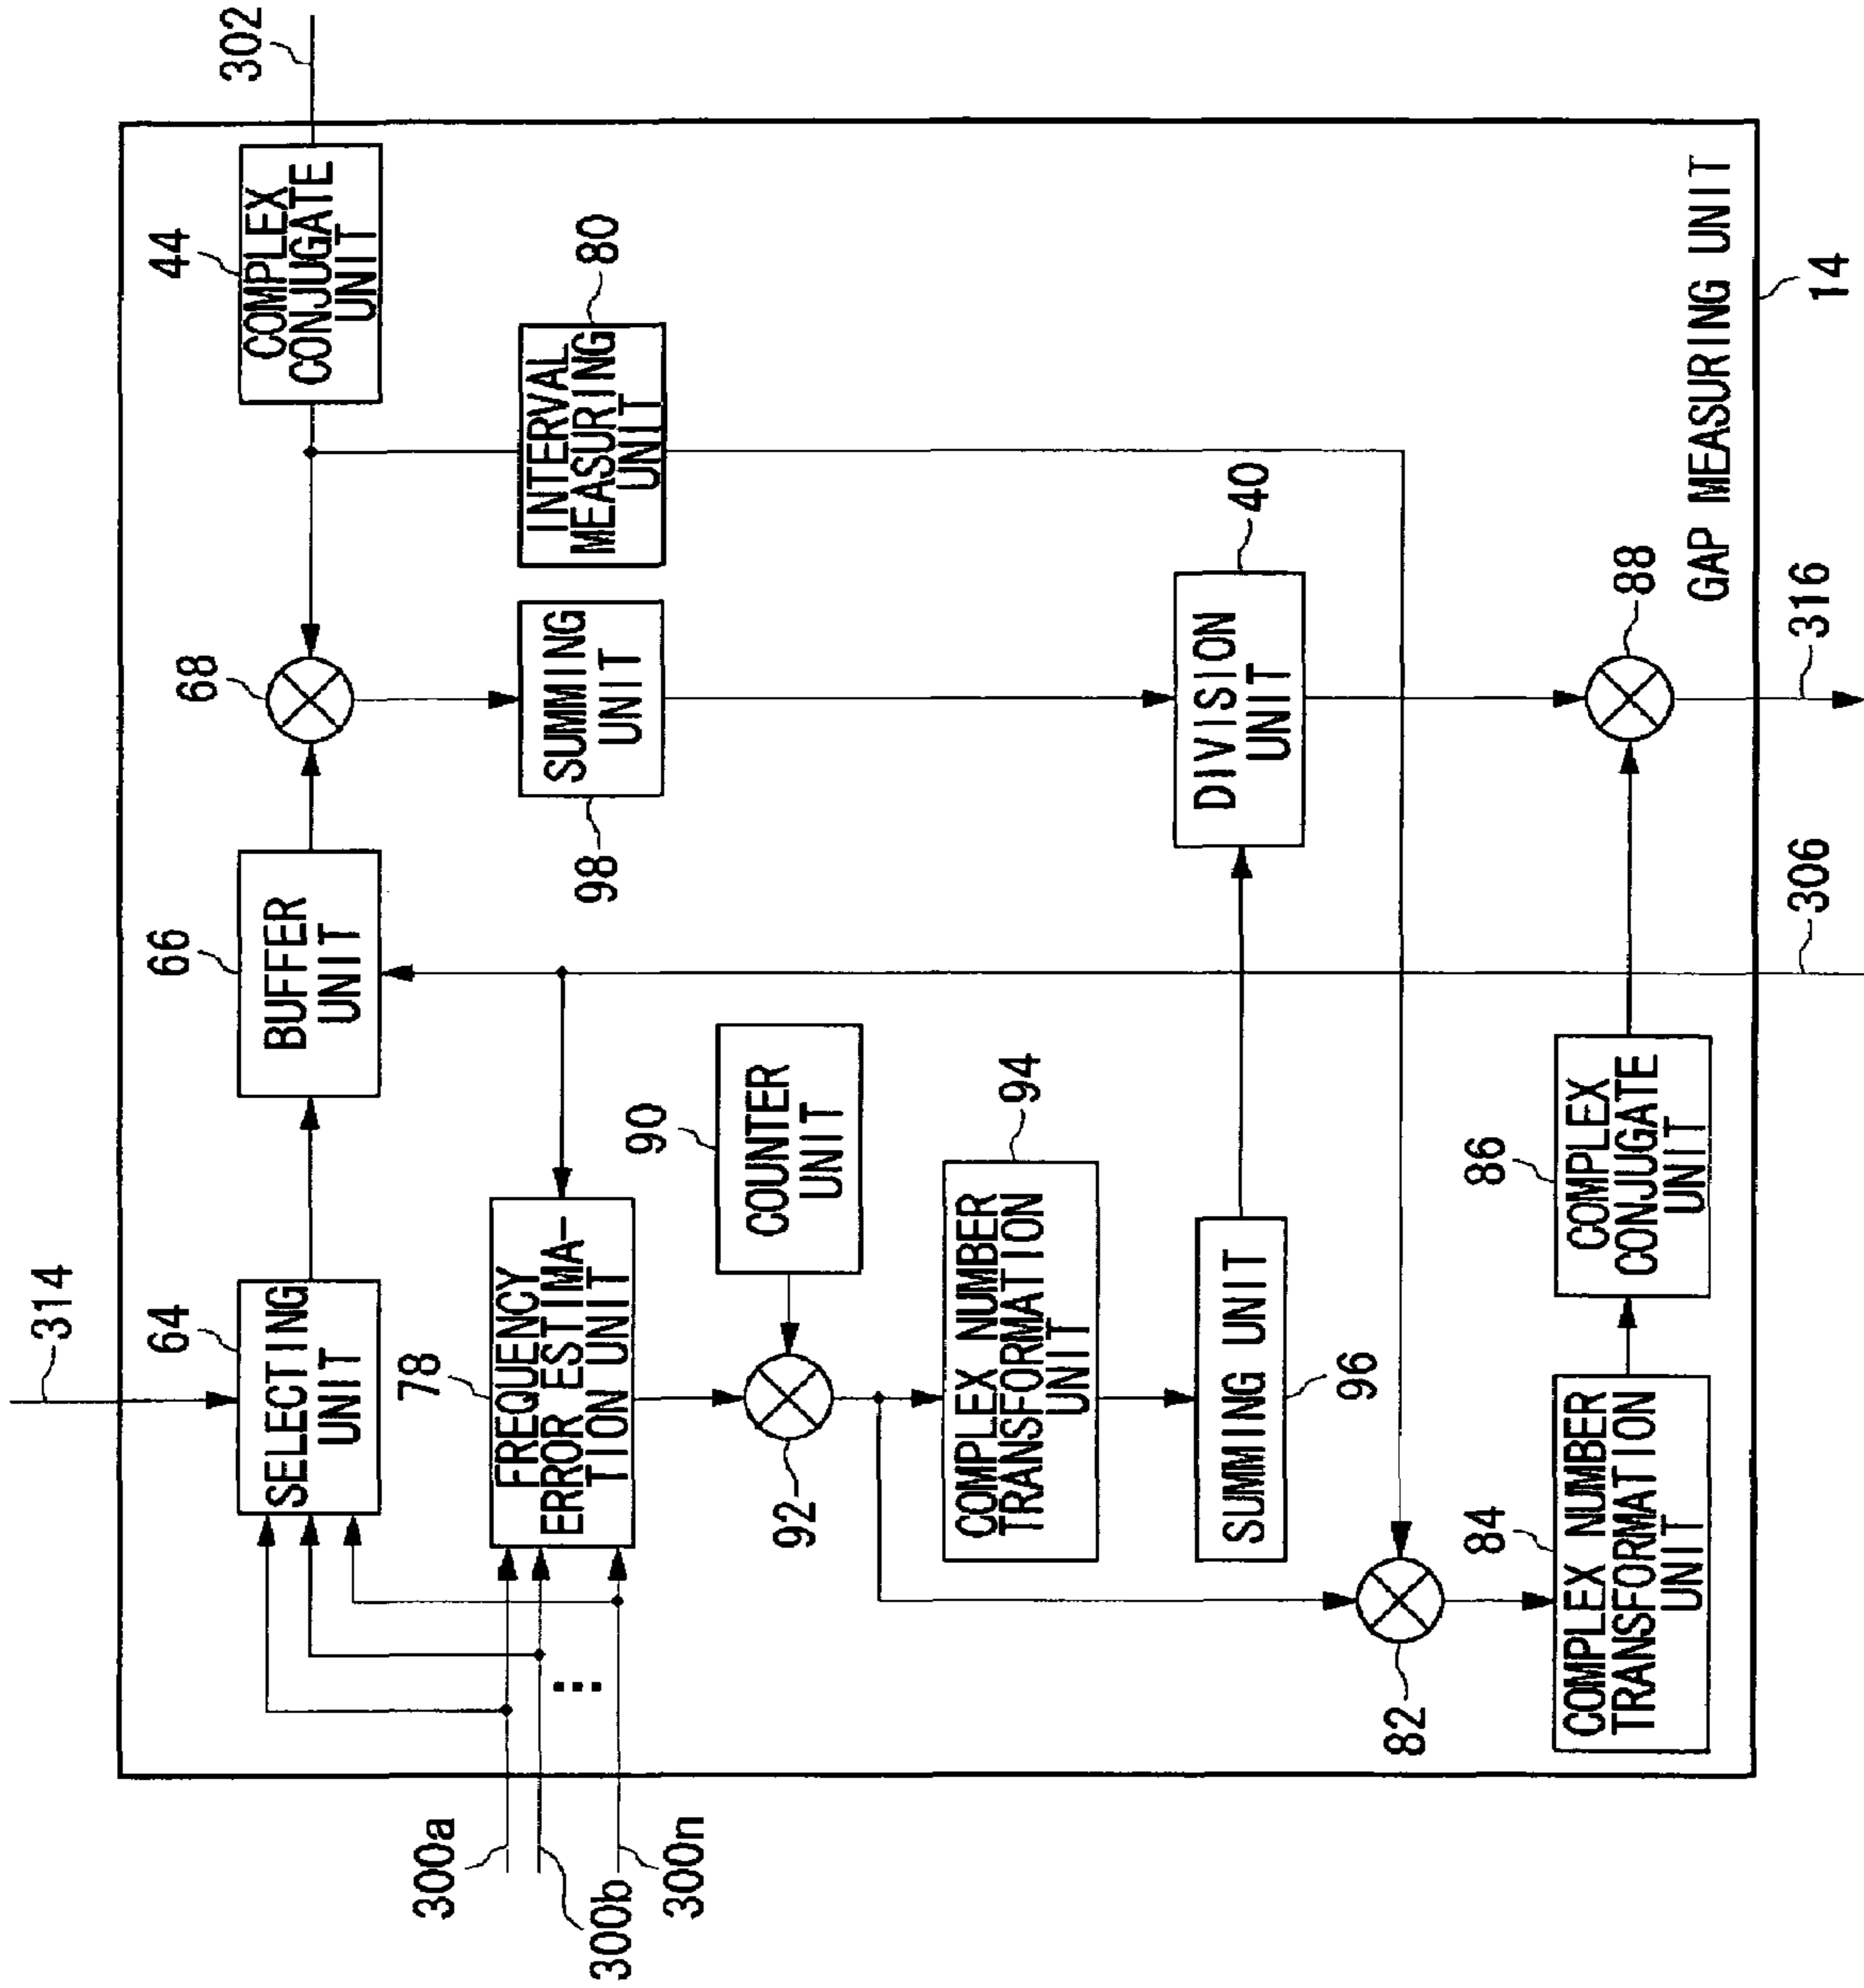 314
64
SELECTING
UNIT
66
BUFFER
UNIT
68
44
COMPLEX
CONJUGATE
UNIT
302
300a
300b
300n
78
FREQUENCY
ERROR ESTIMA-
TION UNIT
98
SUMMING
UNIT
INTERVAL
MEASURING
UNIT
80
90
COUNTER
UNIT
92
COMPLEX NUMBER
TRANSFORMATION
UNIT
94
SUMMING UNIT
96
DIVISION
UNIT
40
82
84
COMPLEX NUMBER
TRANSFORMATION
UNIT
86
COMPLEX
CONJUGATE
UNIT
88
GAP MEASURING UNIT
306
316
14